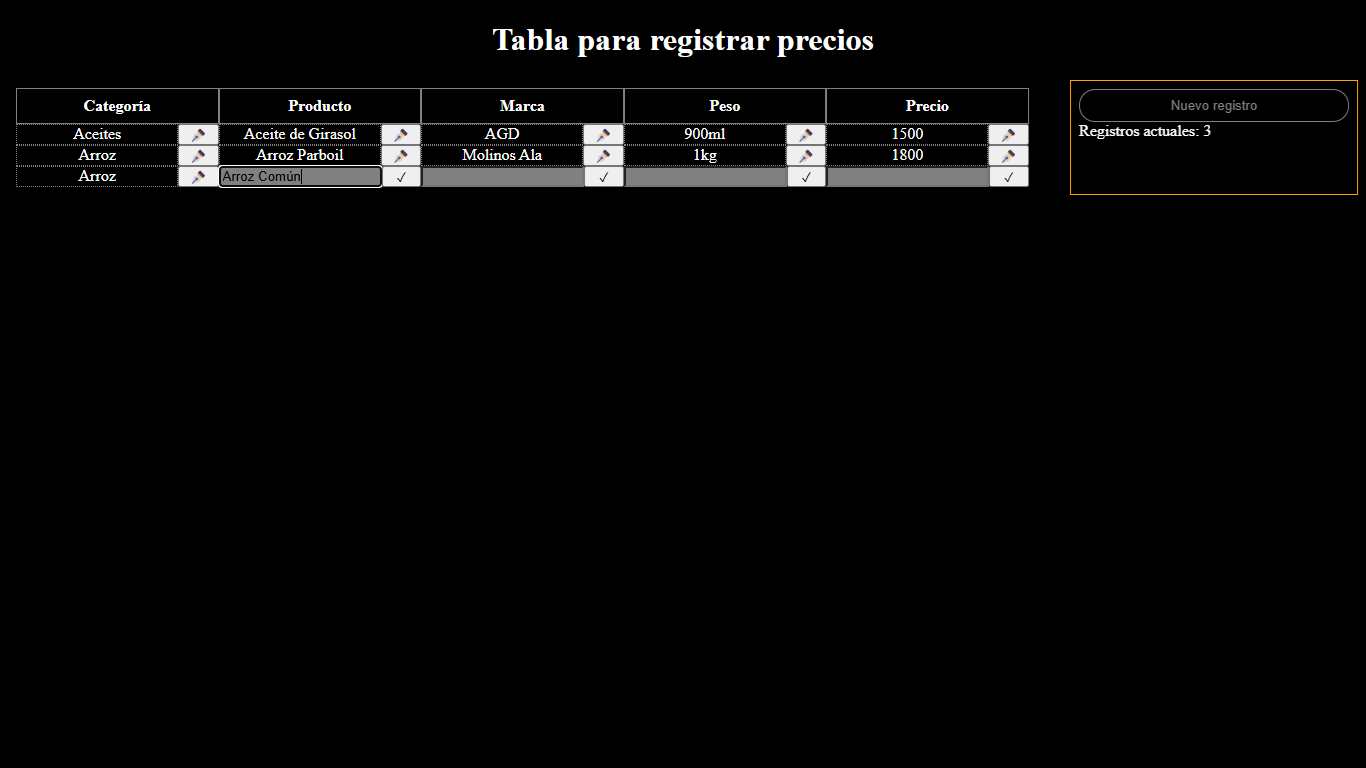 Tabla para registrar precios
Categoría Producto Marca Peso Precio
Aceites Aceite de Girasol AGD 900ml 1500
Arroz Arroz Parboil Molinos Ala 1kg 1800
Arroz Arroz Común ✓ ✓ ✓ ✓
Nuevo registro
Registros actuales: 3